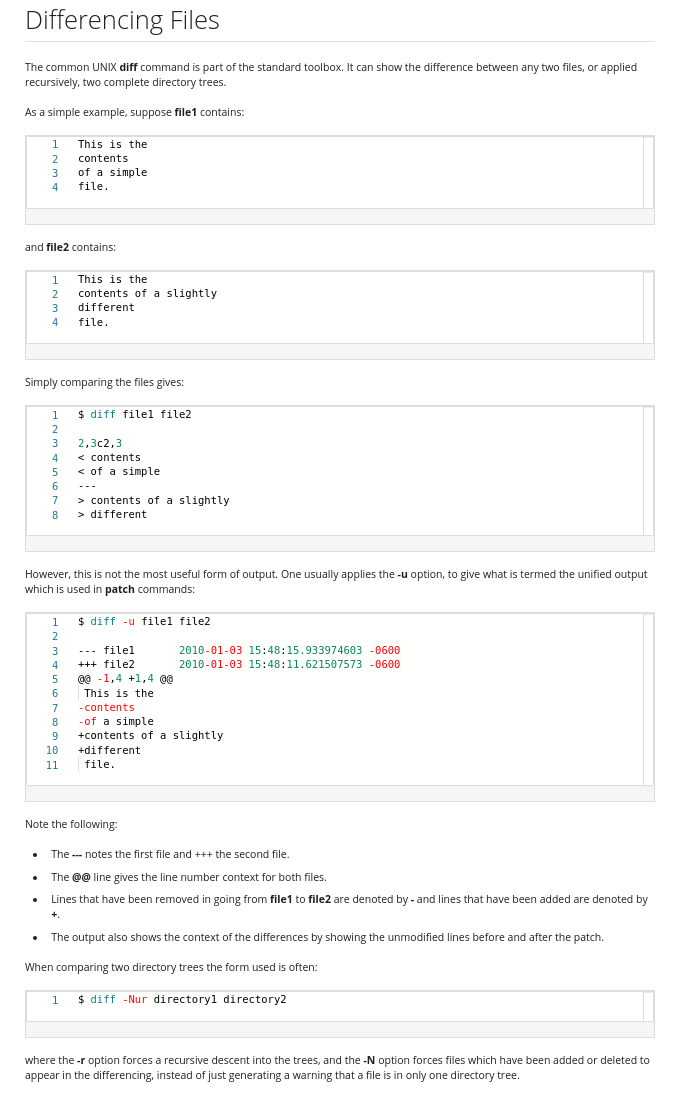 Differencing Files
The common UNIX diff command is part of the standard toolbox. It can show the difference between any two files, or applied
recursively, two complete directory trees.
As a simple example, suppose file1 contains:
1 This is the
2 contents
3 of a simple
4 file.
and file2 contains:
1 This is the
2 contents of a slightly
3 different
4 file.
Simply comparing the files gives:
1 $ diff file1 file2
2
3 2,3c2,3
4 < contents
5 < of a simple
6 ---
7 > contents of a slightly
8 > different
However, this is not the most useful form of output. One usually applies the -u option, to give what is termed the unified output
which is used in patch commands:
1 $ diff -u file1 file2
2
3 --- file1       2010-01-03 15:48:15.933974603 -0600
4 +++ file2       2010-01-03 15:48:11.621507573 -0600
5 @@ -1,4 +1,4 @@
6  This is the
7 -contents
8 -of a simple
9 +contents of a slightly
10 +different
11  file.
Note the following:
• The --- notes the first file and +++ the second file.
• The @@ line gives the line number context for both files.
• Lines that have been removed in going from file1 to file2 are denoted by - and lines that have been added are denoted by
+.
• The output also shows the context of the differences by showing the unmodified lines before and after the patch.
When comparing two directory trees the form used is often:
1 $ diff -Nur directory1 directory2
where the -r option forces a recursive descent into the trees, and the -N option forces files which have been added or deleted to
appear in the differencing, instead of just generating a warning that a file is in only one directory tree.